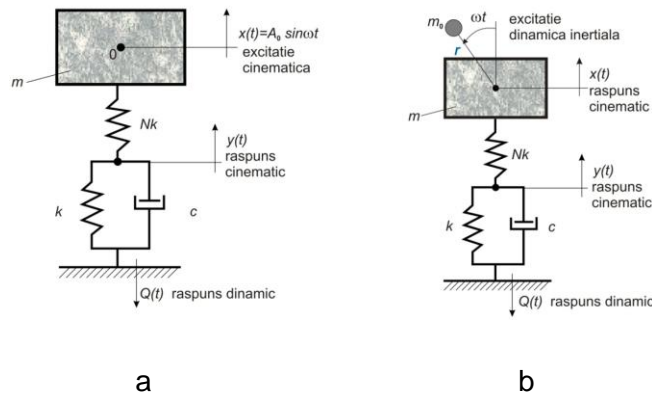 x(t)=A₀ sinωt
excitatie
cinematica
0
m
Nk
y(t)
raspuns
cinematic
k
c
Q(t) raspuns dinamic
a
m₀
ωt
excitatie
dinamica inertiala
r
x(t)
raspuns
cinematic
m
Nk
y(t)
raspuns
cinematic
k
c
Q(t) raspuns dinamic
b